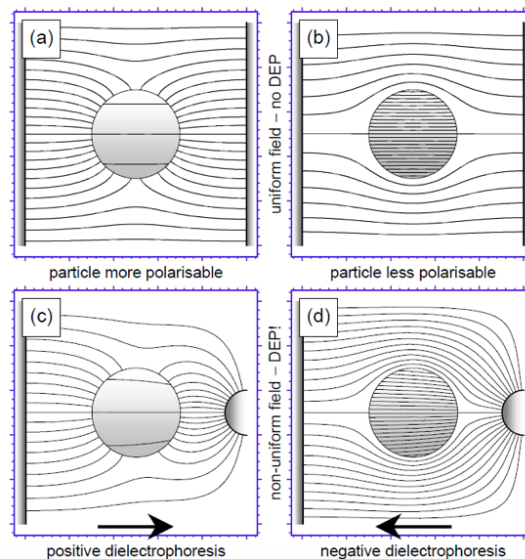 (a)
(b)
uniform field – no DEP
particle more polarisable
particle less polarisable
(c)
(d)
non-uniform field – DEP!
positive dielectrophoresis
negative dielectrophoresis